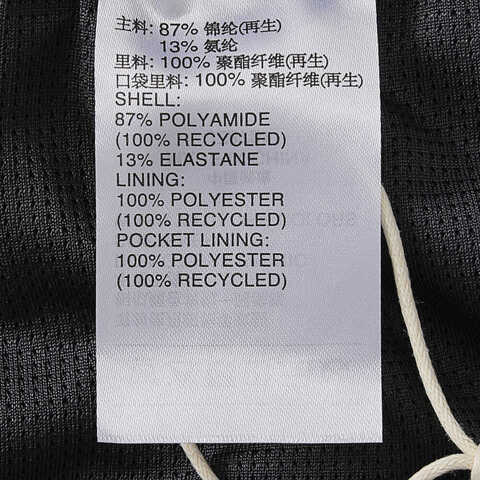 主料: 87% 锦纶(再生)
13% 氨纶
里料: 100% 聚酯纤维(再生)
口袋里料: 100% 聚酯纤维(再生)
SHELL:
87% POLYAMIDE
(100% RECYCLED)
13% ELASTANE
LINING:
100% POLYESTER
(100% RECYCLED)
POCKET LINING:
100% POLYESTER
(100% RECYCLED)